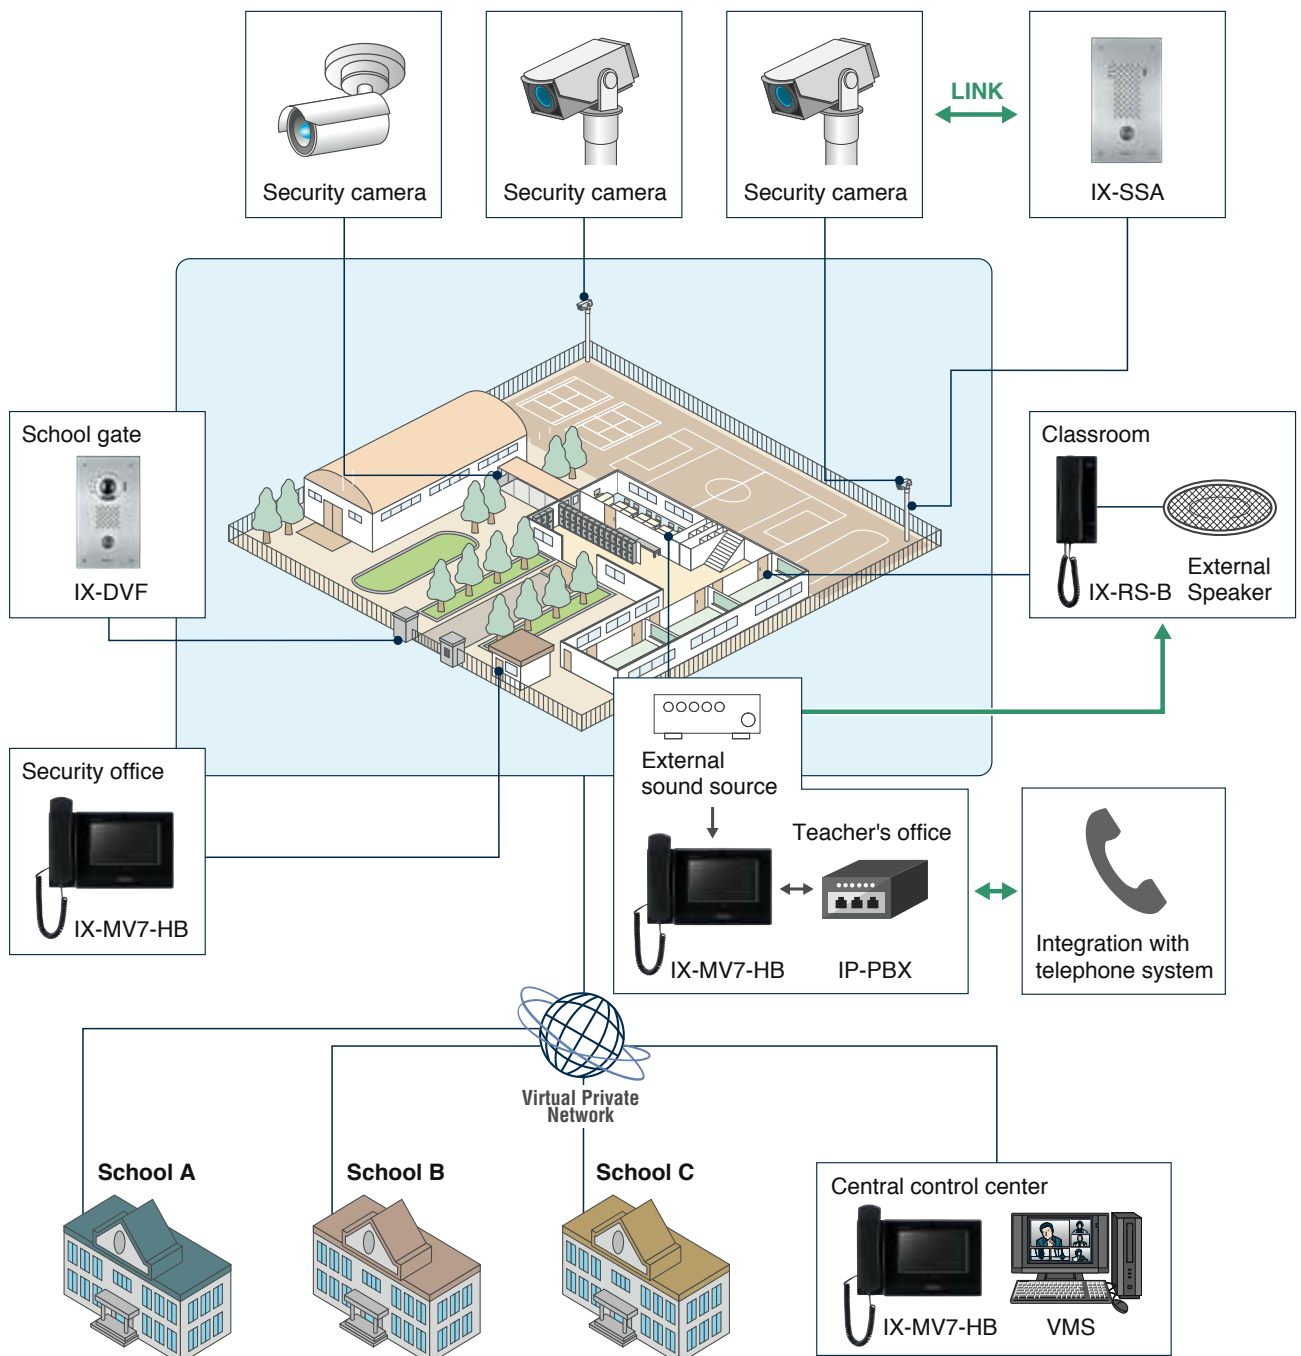 LINK
Security camera
Security camera
Security camera
IX-SSA
School gate
IX-DVF
Classroom
IX-RS-B
External
Speaker
Security office
IX-MV7-HB
External
sound source
Teacher's office
IX-MV7-HB
IP-PBX
Integration with
telephone system
Virtual Private
Network
School A
School B
School C
Central control center
IX-MV7-HB
VMS